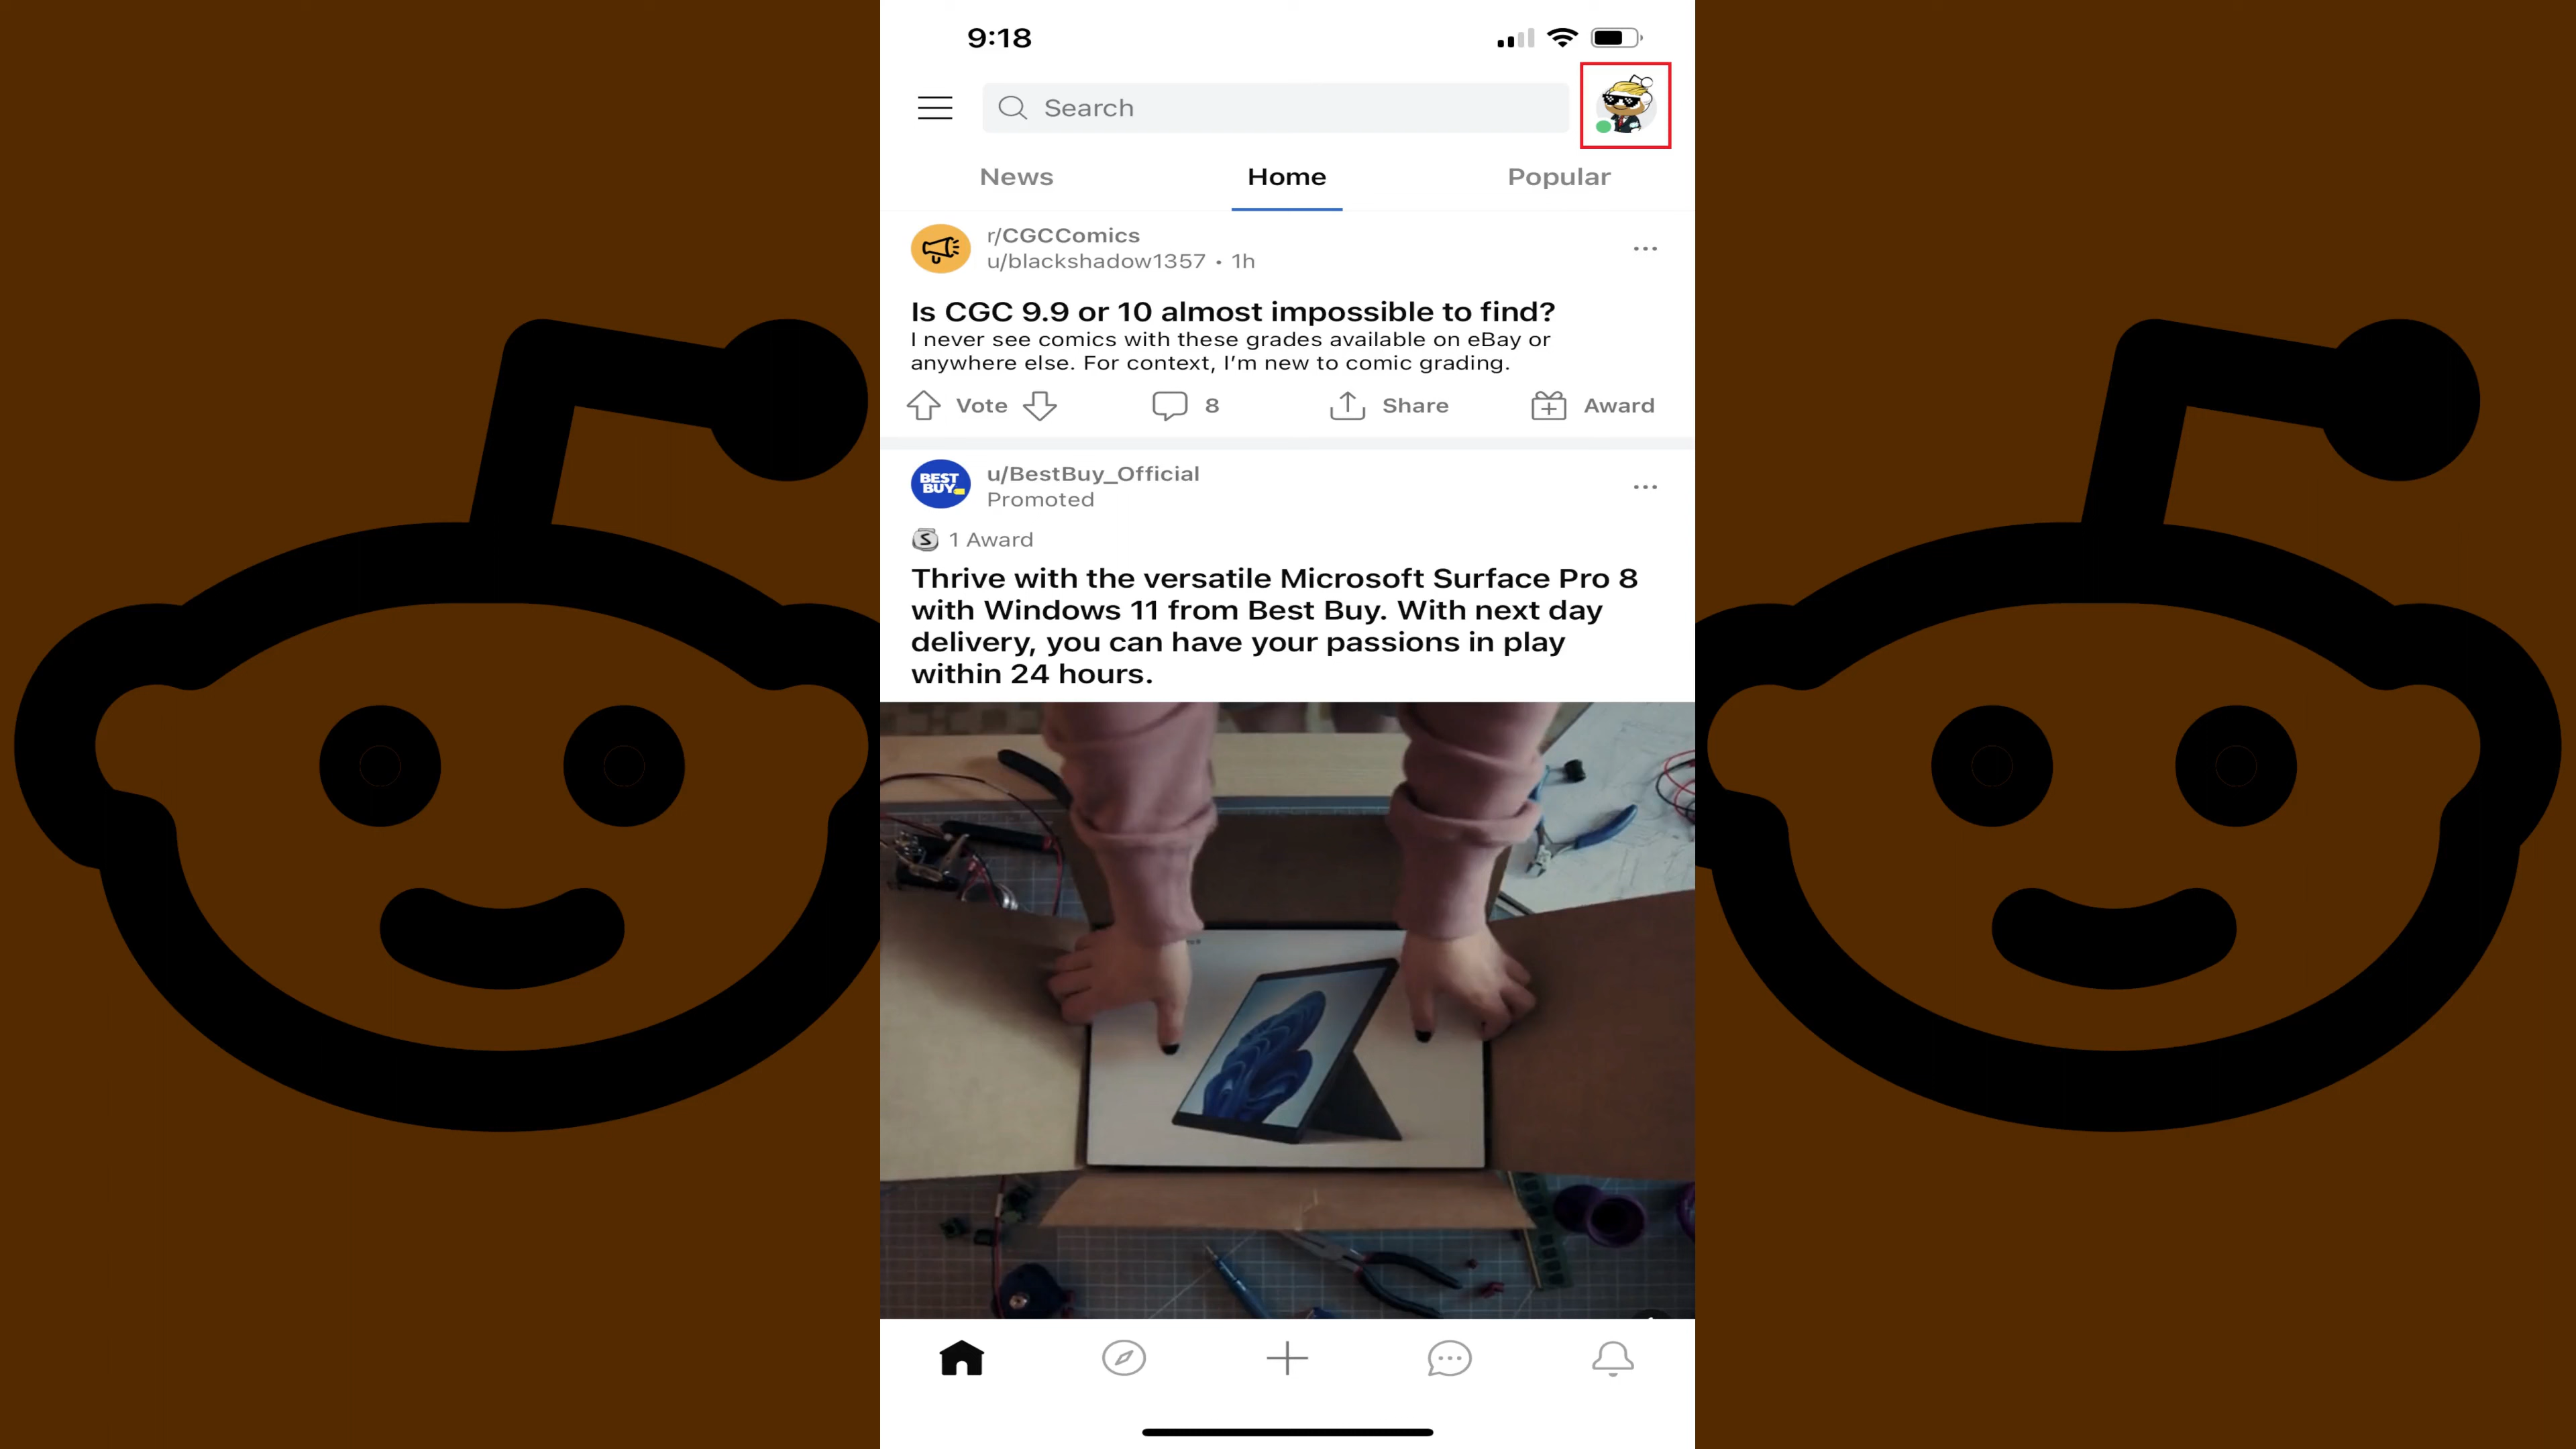 9:18
Search
News Home Popular
r/CGCComics
u/blackshadow1357 • 1h
Is CGC 9.9 or 10 almost impossible to find?
I never see comics with these grades available on eBay or
anywhere else. For context, I'm new to comic grading.
Vote 8 Share Award
BEST
BUY
u/BestBuy_Official
Promoted
S 1 Award
Thrive with the versatile Microsoft Surface Pro 8
with Windows 11 from Best Buy. With next day
delivery, you can have your passions in play
within 24 hours.